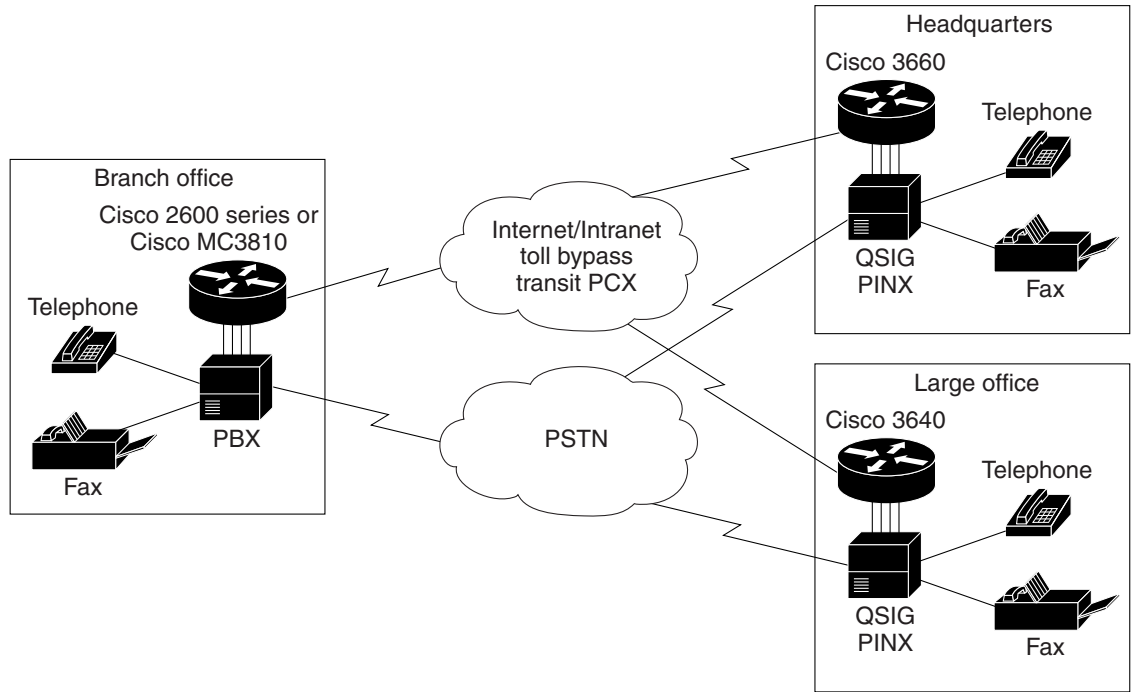 Branch office
Cisco 2600 series or
Cisco MC3810
Telephone
PBX
Fax
Internet/Intranet
toll bypass
transit PCX
PSTN
Headquarters
Cisco 3660
Telephone
QSIG
PINX
Fax
Large office
Cisco 3640
Telephone
QSIG
PINX
Fax